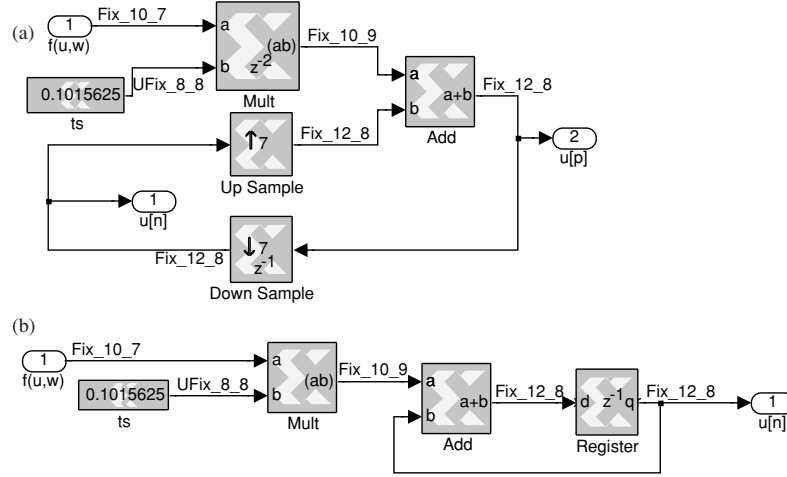 (a)
1
f(u,w)
Fix_10_7
a
b
(ab)
z-2
Mult
Fix_10_9
0.1015625
ts
UFix_8_8
a
b
a+b
Add
Fix_12_8
2
u[p]
↑7
Up Sample
Fix_12_8
1
u[n]
Fix_12_8
↓7
z-1
Down Sample
(b)
1
f(u,w)
Fix_10_7
a
b
(ab)
Mult
Fix_10_9
0.1015625
ts
UFix_8_8
a
b
a+b
Add
Fix_12_8
d z-1 q
Register
Fix_12_8
1
u[n]